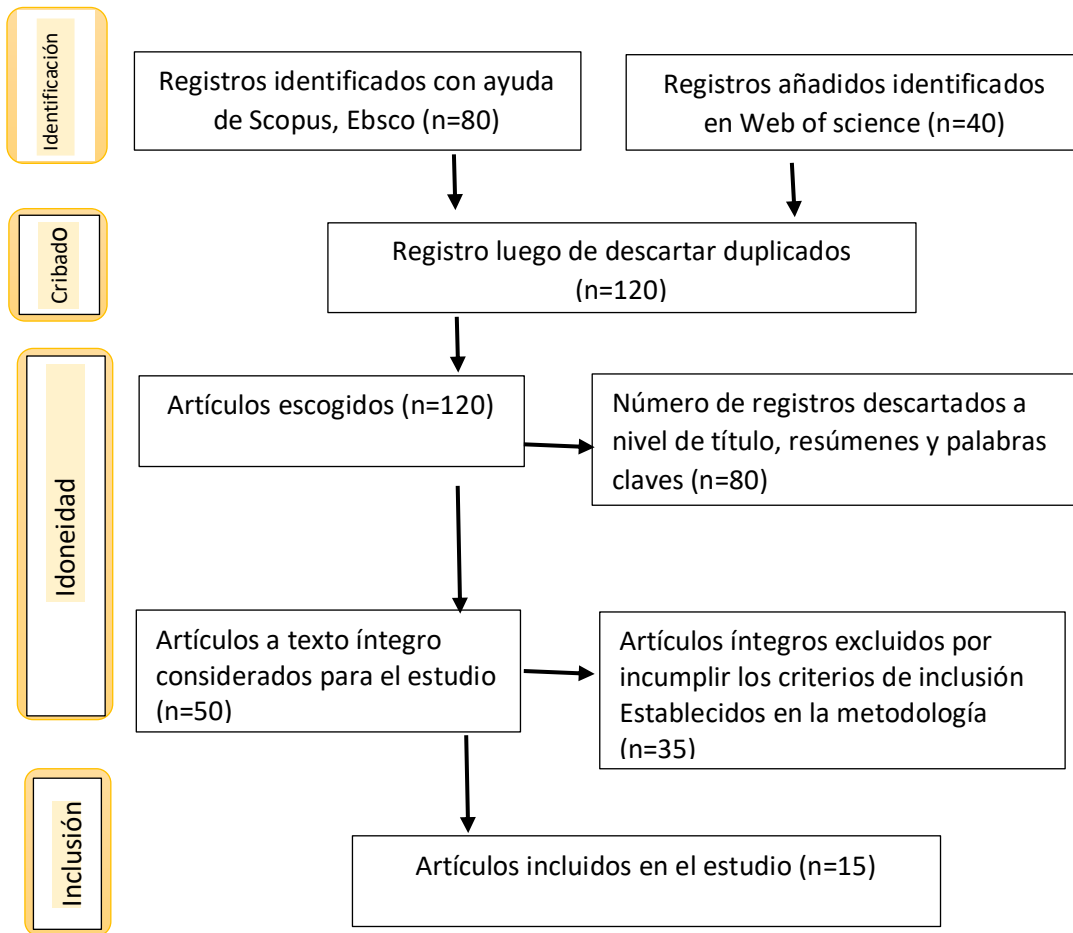 Identificación
Registros identificados con ayuda
de Scopus, Ebsco (n=80)
Registros añadidos identificados
en Web of science (n=40)
Cribado
Registro luego de descartar duplicados
(n=120)
Idoneidad
Artículos escogidos (n=120)
Número de registros descartados a
nivel de título, resúmenes y palabras
claves (n=80)
Artículos a texto íntegro
considerados para el estudio
(n=50)
Artículos íntegros excluidos por
incumplir los criterios de inclusión
Establecidos en la metodología
(n=35)
Inclusión
Artículos incluidos en el estudio (n=15)